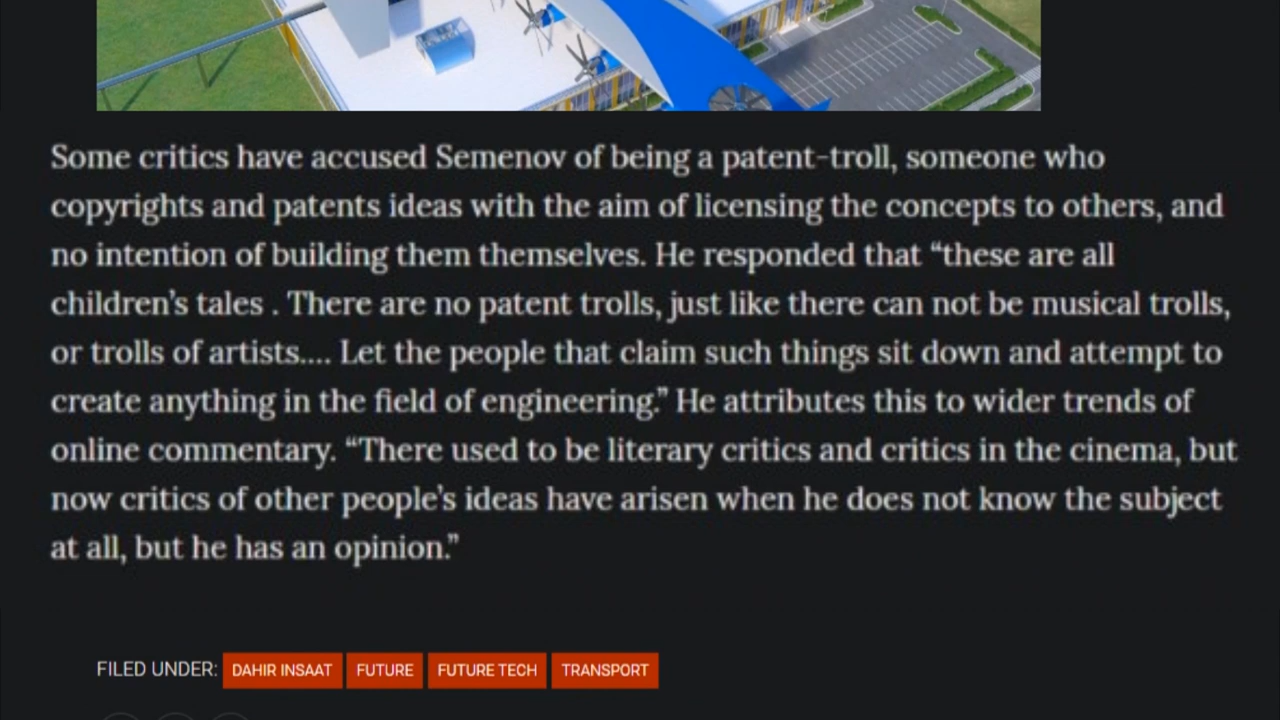 Some critics have accused Semenov of being a patent-troll, someone who
copyrights and patents ideas with the aim of licensing the concepts to others, and
no intention of building them themselves. He responded that “these are all
children’s tales . There are no patent trolls, just like there can not be musical trolls,
or trolls of artists.... Let the people that claim such things sit down and attempt to
create anything in the field of engineering.” He attributes this to wider trends of
online commentary. “There used to be literary critics and critics in the cinema, but
now critics of other people’s ideas have arisen when he does not know the subject
at all, but he has an opinion.”
FILED UNDER: DAHIR INSAAT FUTURE FUTURE TECH TRANSPORT